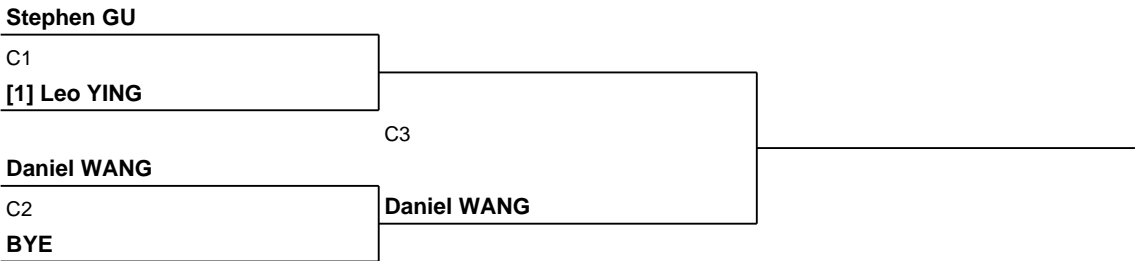 Stephen GU
C1
[1] Leo YING
C3
Daniel WANG
C2
Daniel WANG
BYE